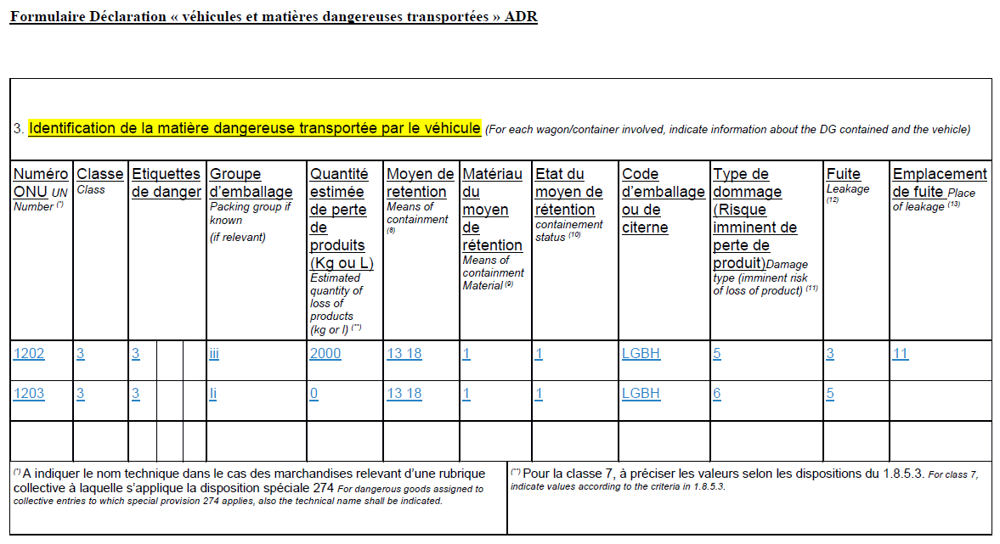 Formulaire Déclaration « véhicules et matières dangereuses transportées » ADR
3. Identification de la matière dangereuse transportée par le véhicule (For each wagon/container involved, indicate information about the DG contained and the vehicle)
Numéro
ONU UN
Number (*)
Classe
Class
Etiquettes
de danger
Groupe
d’emballage
Packing group if
known
(if relevant)
Quantité
estimée
de perte
de
produits
(Kg ou L)
Estimated
quantity of
loss of
products
(kg or l) (**)
Moyen de
retention
Means of
containment
(8)
Matériau
du
moyen
de
rétention
Means of
containment
Material (9)
Etat du
moyen de
rétention
containement
status (10)
Code
d’emballage
ou de
citerne
Type de
dommage
(Risque
imminent de
perte de
produit)Damage
type (imminent risk
of loss of product) (11)
Fuite
Leakage
(12)
Emplacement
de fuite Place
of leakage (13)
1202 3 3 iii 2000 13 18 1 1 LGBH 5 3 11
1203 3 3 Ii 0 13 18 1 1 LGBH 6 5
(*) A indiquer le nom technique dans le cas des marchandises relevant d’une rubrique
collective à laquelle s’applique la disposition spéciale 274 For dangerous goods assigned to
collective entries to which special provision 274 applies, also the technical name shall be indicated.
(**) Pour la classe 7, à préciser les valeurs selon les dispositions du 1.8.5.3. For class 7,
indicate values according to the criteria in 1.8.5.3.